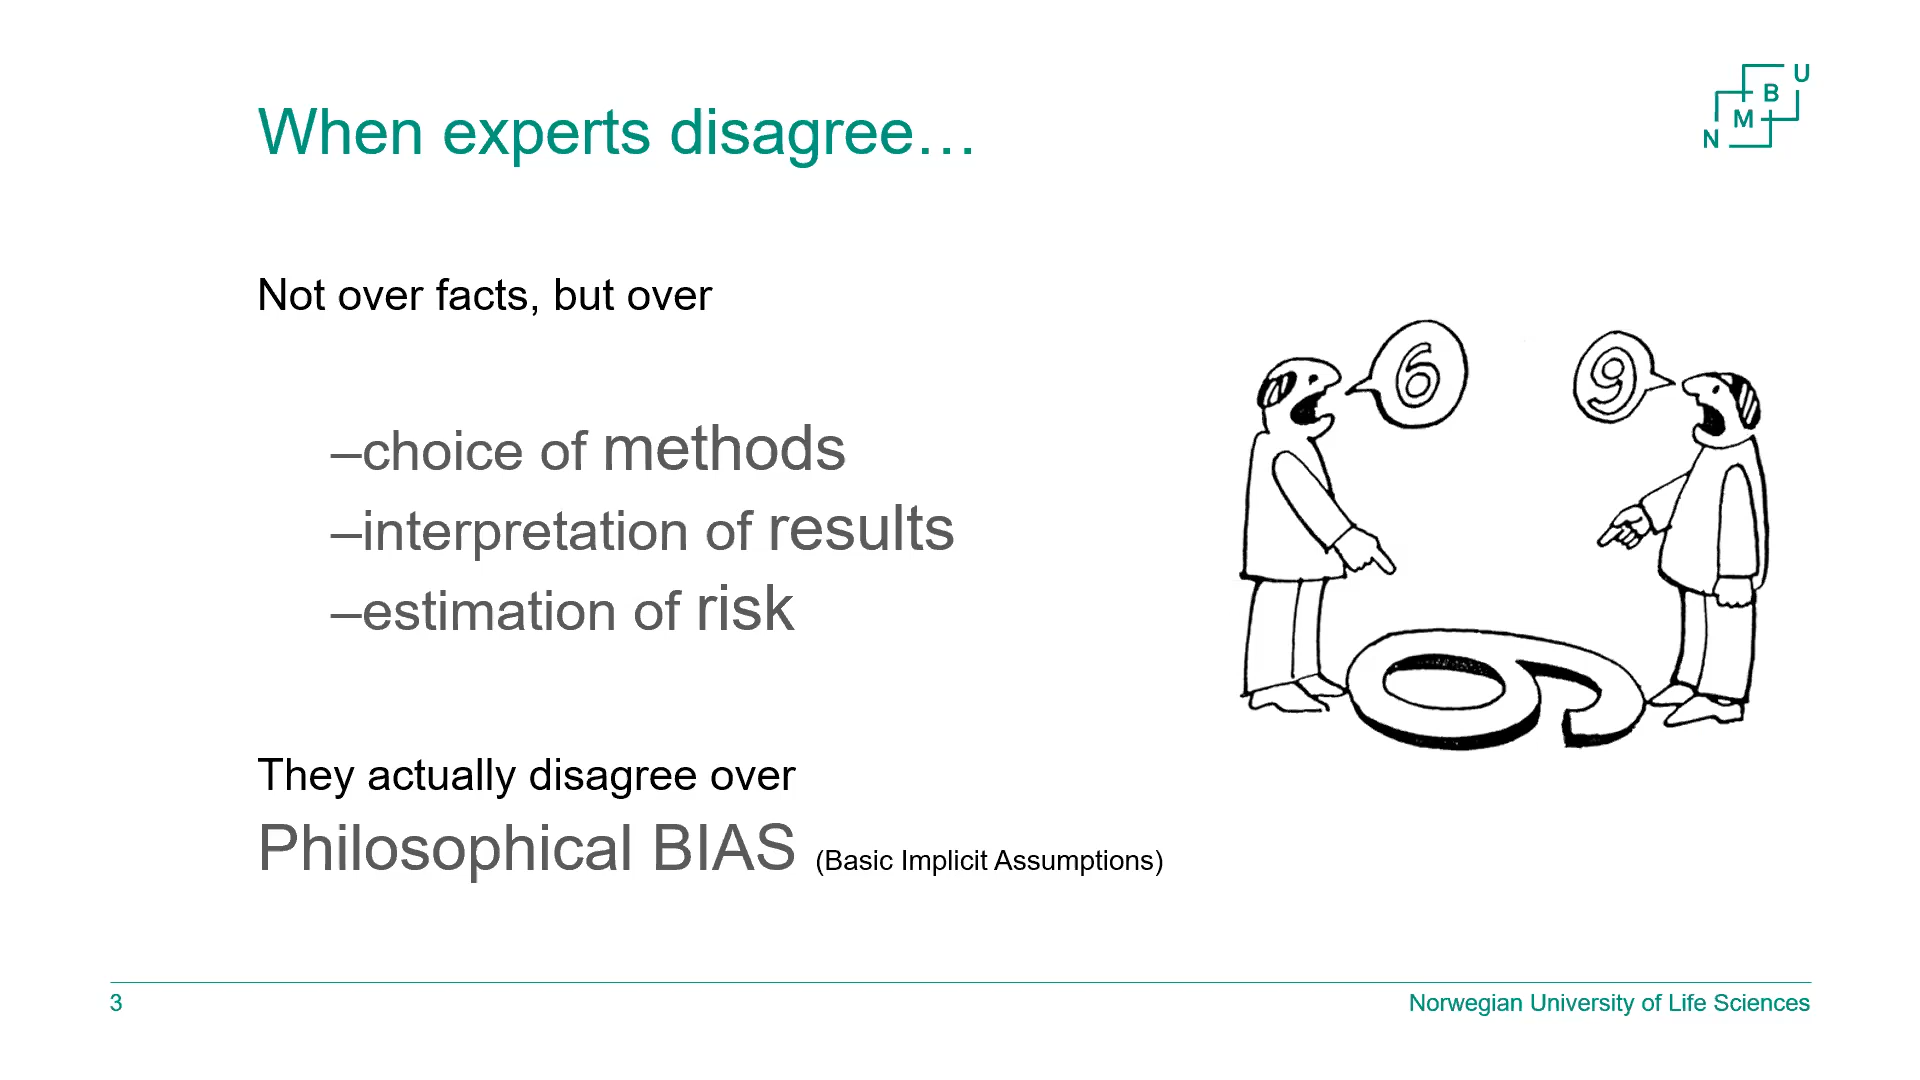 When experts disagree…
N M B U
Not over facts, but over
6
9
–choice of methods
–interpretation of results
–estimation of risk
6
They actually disagree over
Philosophical BIAS (Basic Implicit Assumptions)
3
Norwegian University of Life Sciences